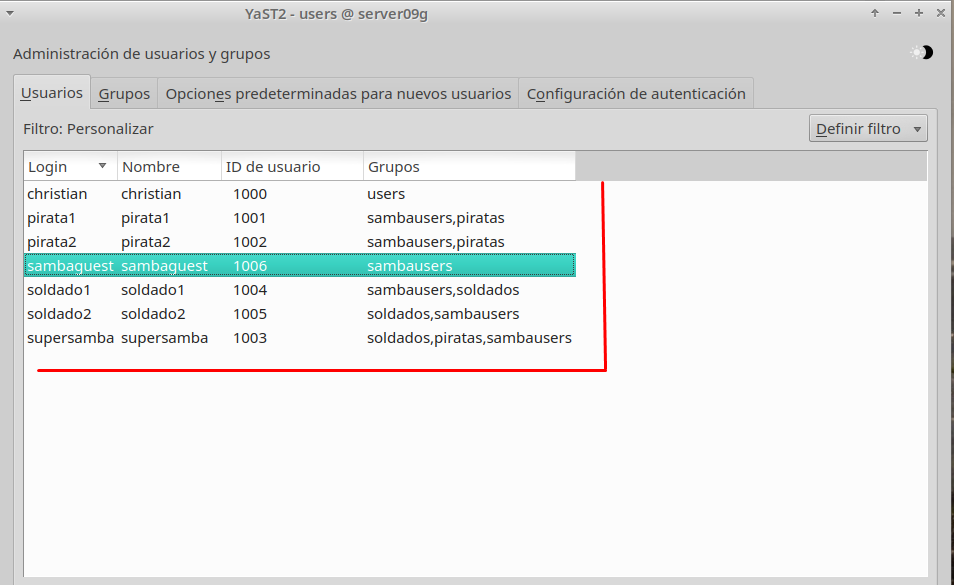 YaST2 - users @ server09g
Administración de usuarios y grupos
Usuarios Grupos Opciones predeterminadas para nuevos usuarios Configuración de autenticación
Filtro: Personalizar Definir filtro
Login Nombre ID de usuario Grupos
christian christian 1000 users
pirata1 pirata1 1001 sambausers,piratas
pirata2 pirata2 1002 sambausers,piratas
sambaguest sambaguest 1006 sambausers
soldado1 soldado1 1004 sambausers,soldados
soldado2 soldado2 1005 soldados,sambausers
supersamba supersamba 1003 soldados,piratas,sambausers